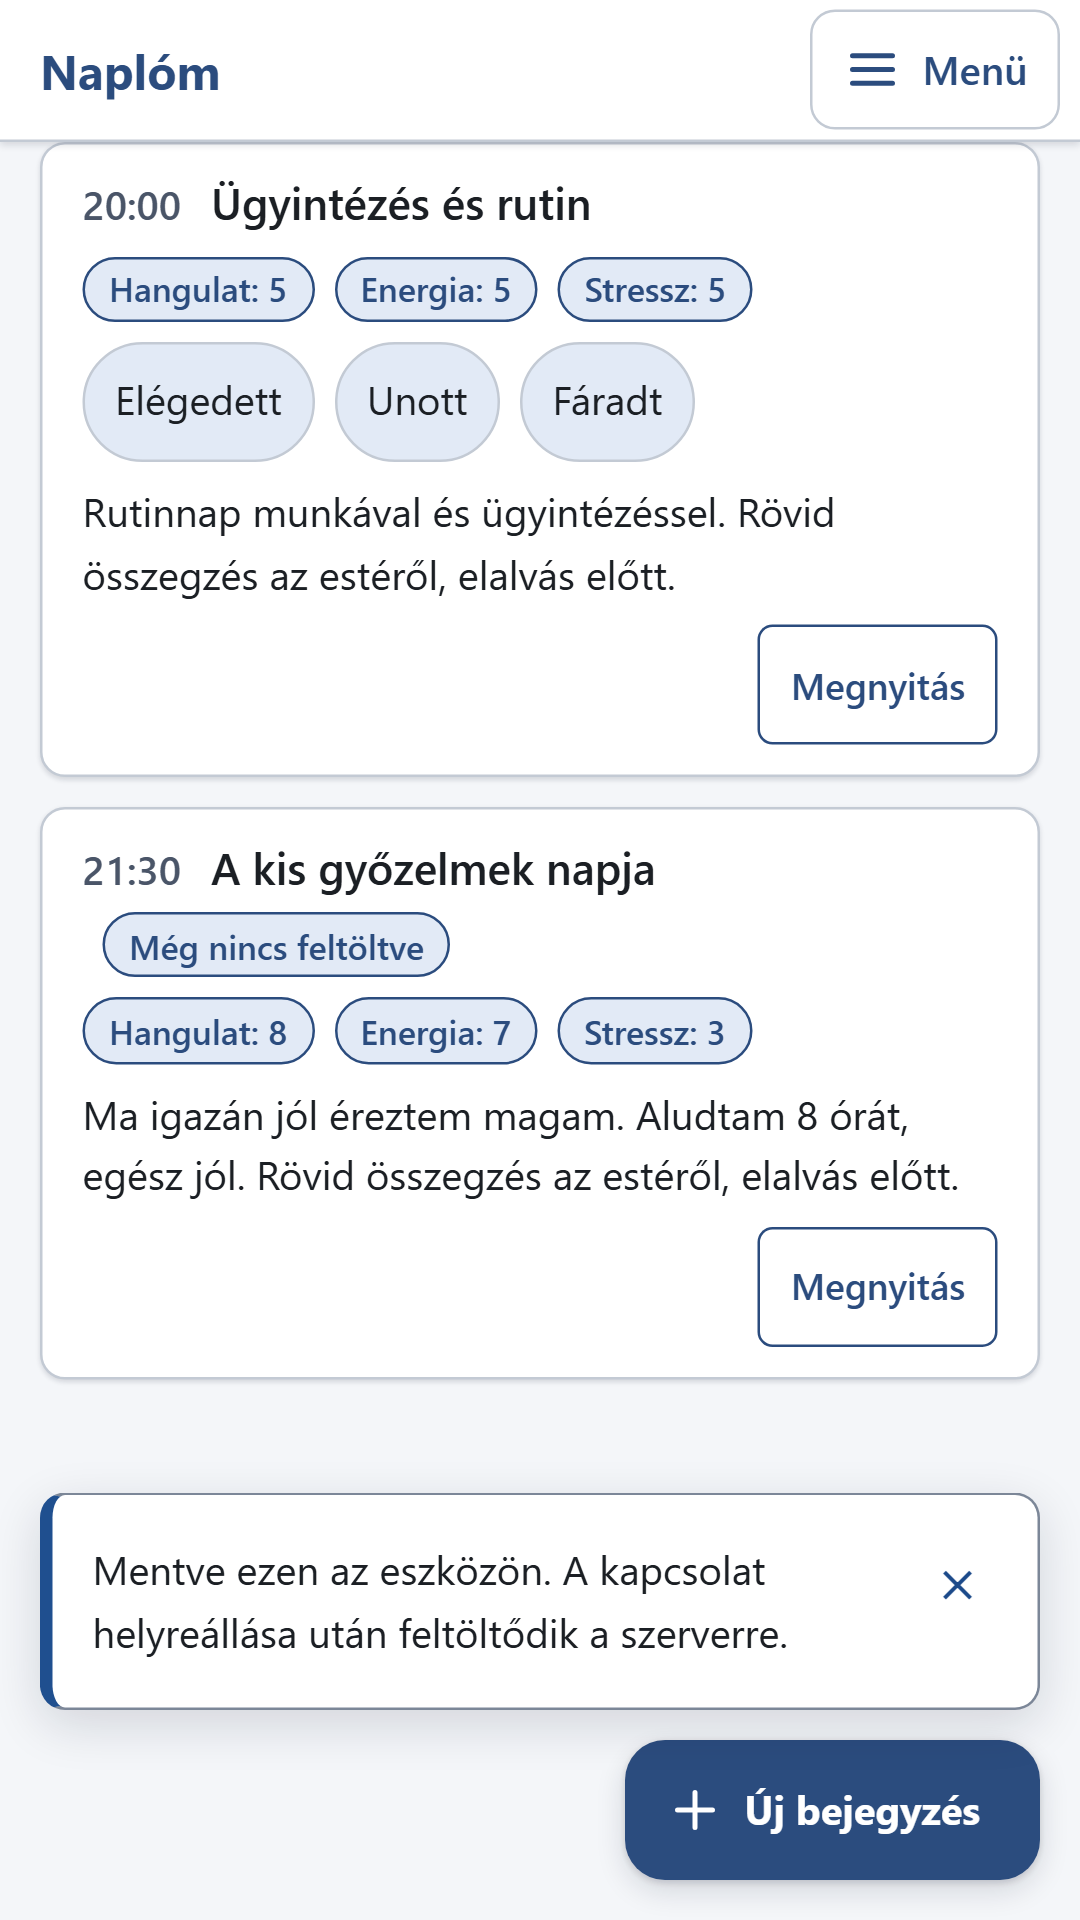 Naplóm
Menü
20:00 Ügyintézés és rutin
Hangulat: 5 Energia: 5 Stressz: 5
Elégedett Unott Fáradt
Rutinnap munkával és ügyintézéssel. Rövid
összegzés az estéről, elalvás előtt.
Megnyitás
21:30 A kis győzelmek napja
Még nincs feltöltve
Hangulat: 8 Energia: 7 Stressz: 3
Ma igazán jól éreztem magam. Aludtam 8 órát,
egész jól. Rövid összegzés az estéről, elalvás előtt.
Megnyitás
Mentve ezen az eszközön. A kapcsolat
helyreállása után feltöltődik a szerverre.
Új bejegyzés